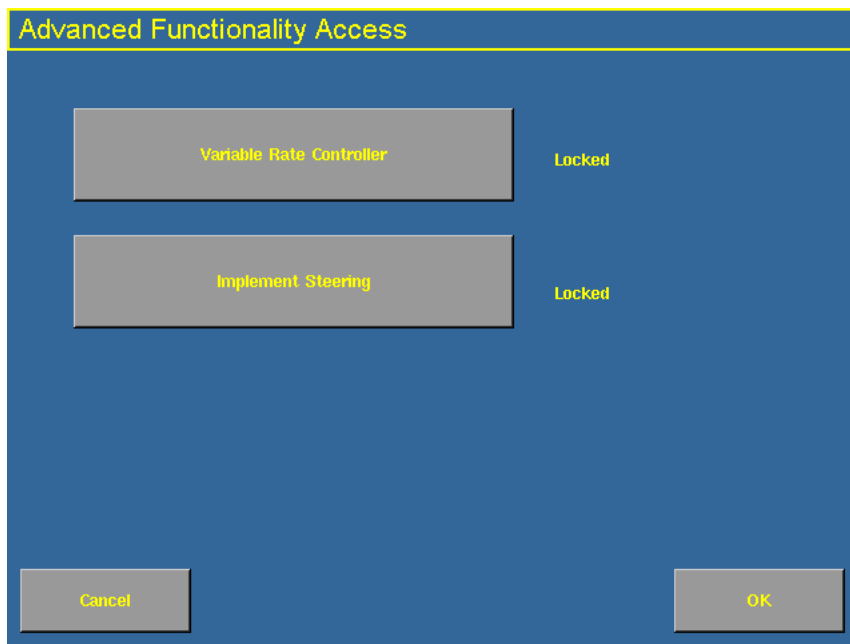 Advanced Functionality Access
Variable Rate Controller
Locked
Implement Steering
Locked
Cancel
OK